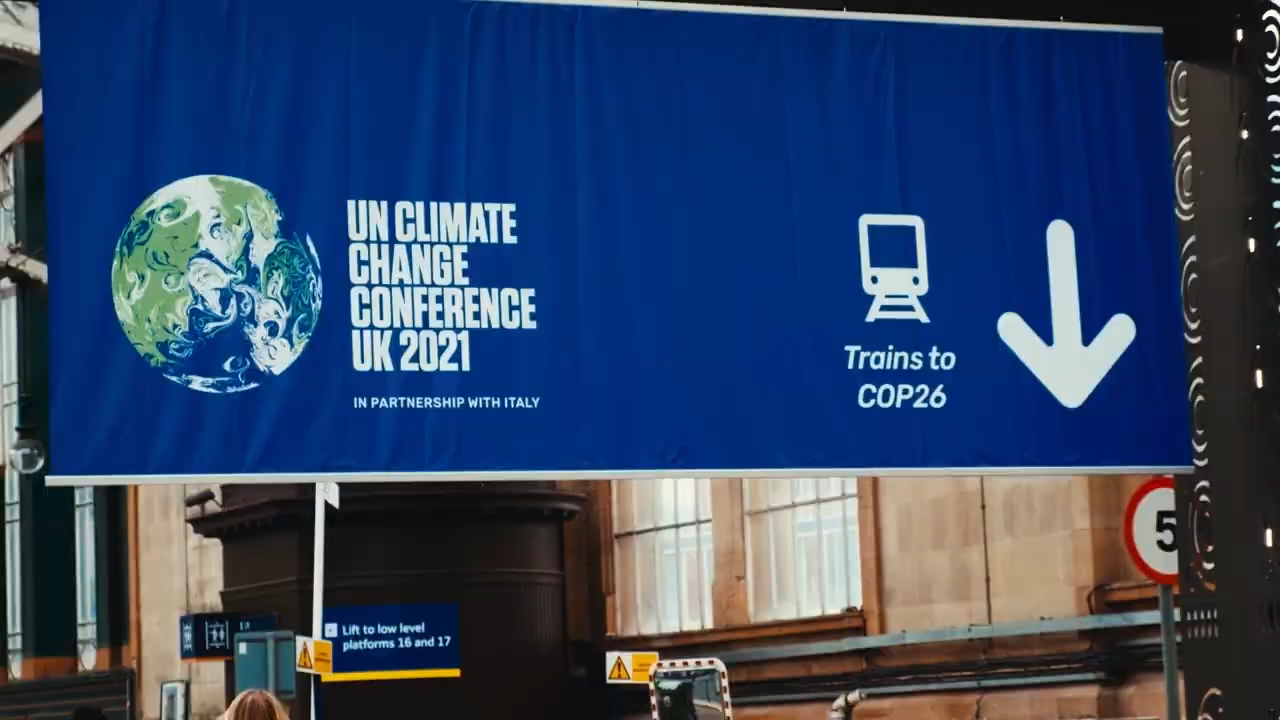 UN CLIMATE
CHANGE
CONFERENCE
UK 2021
IN PARTNERSHIP WITH ITALY
Trains to
COP26
5
Lift to low level
platforms 16 and 17